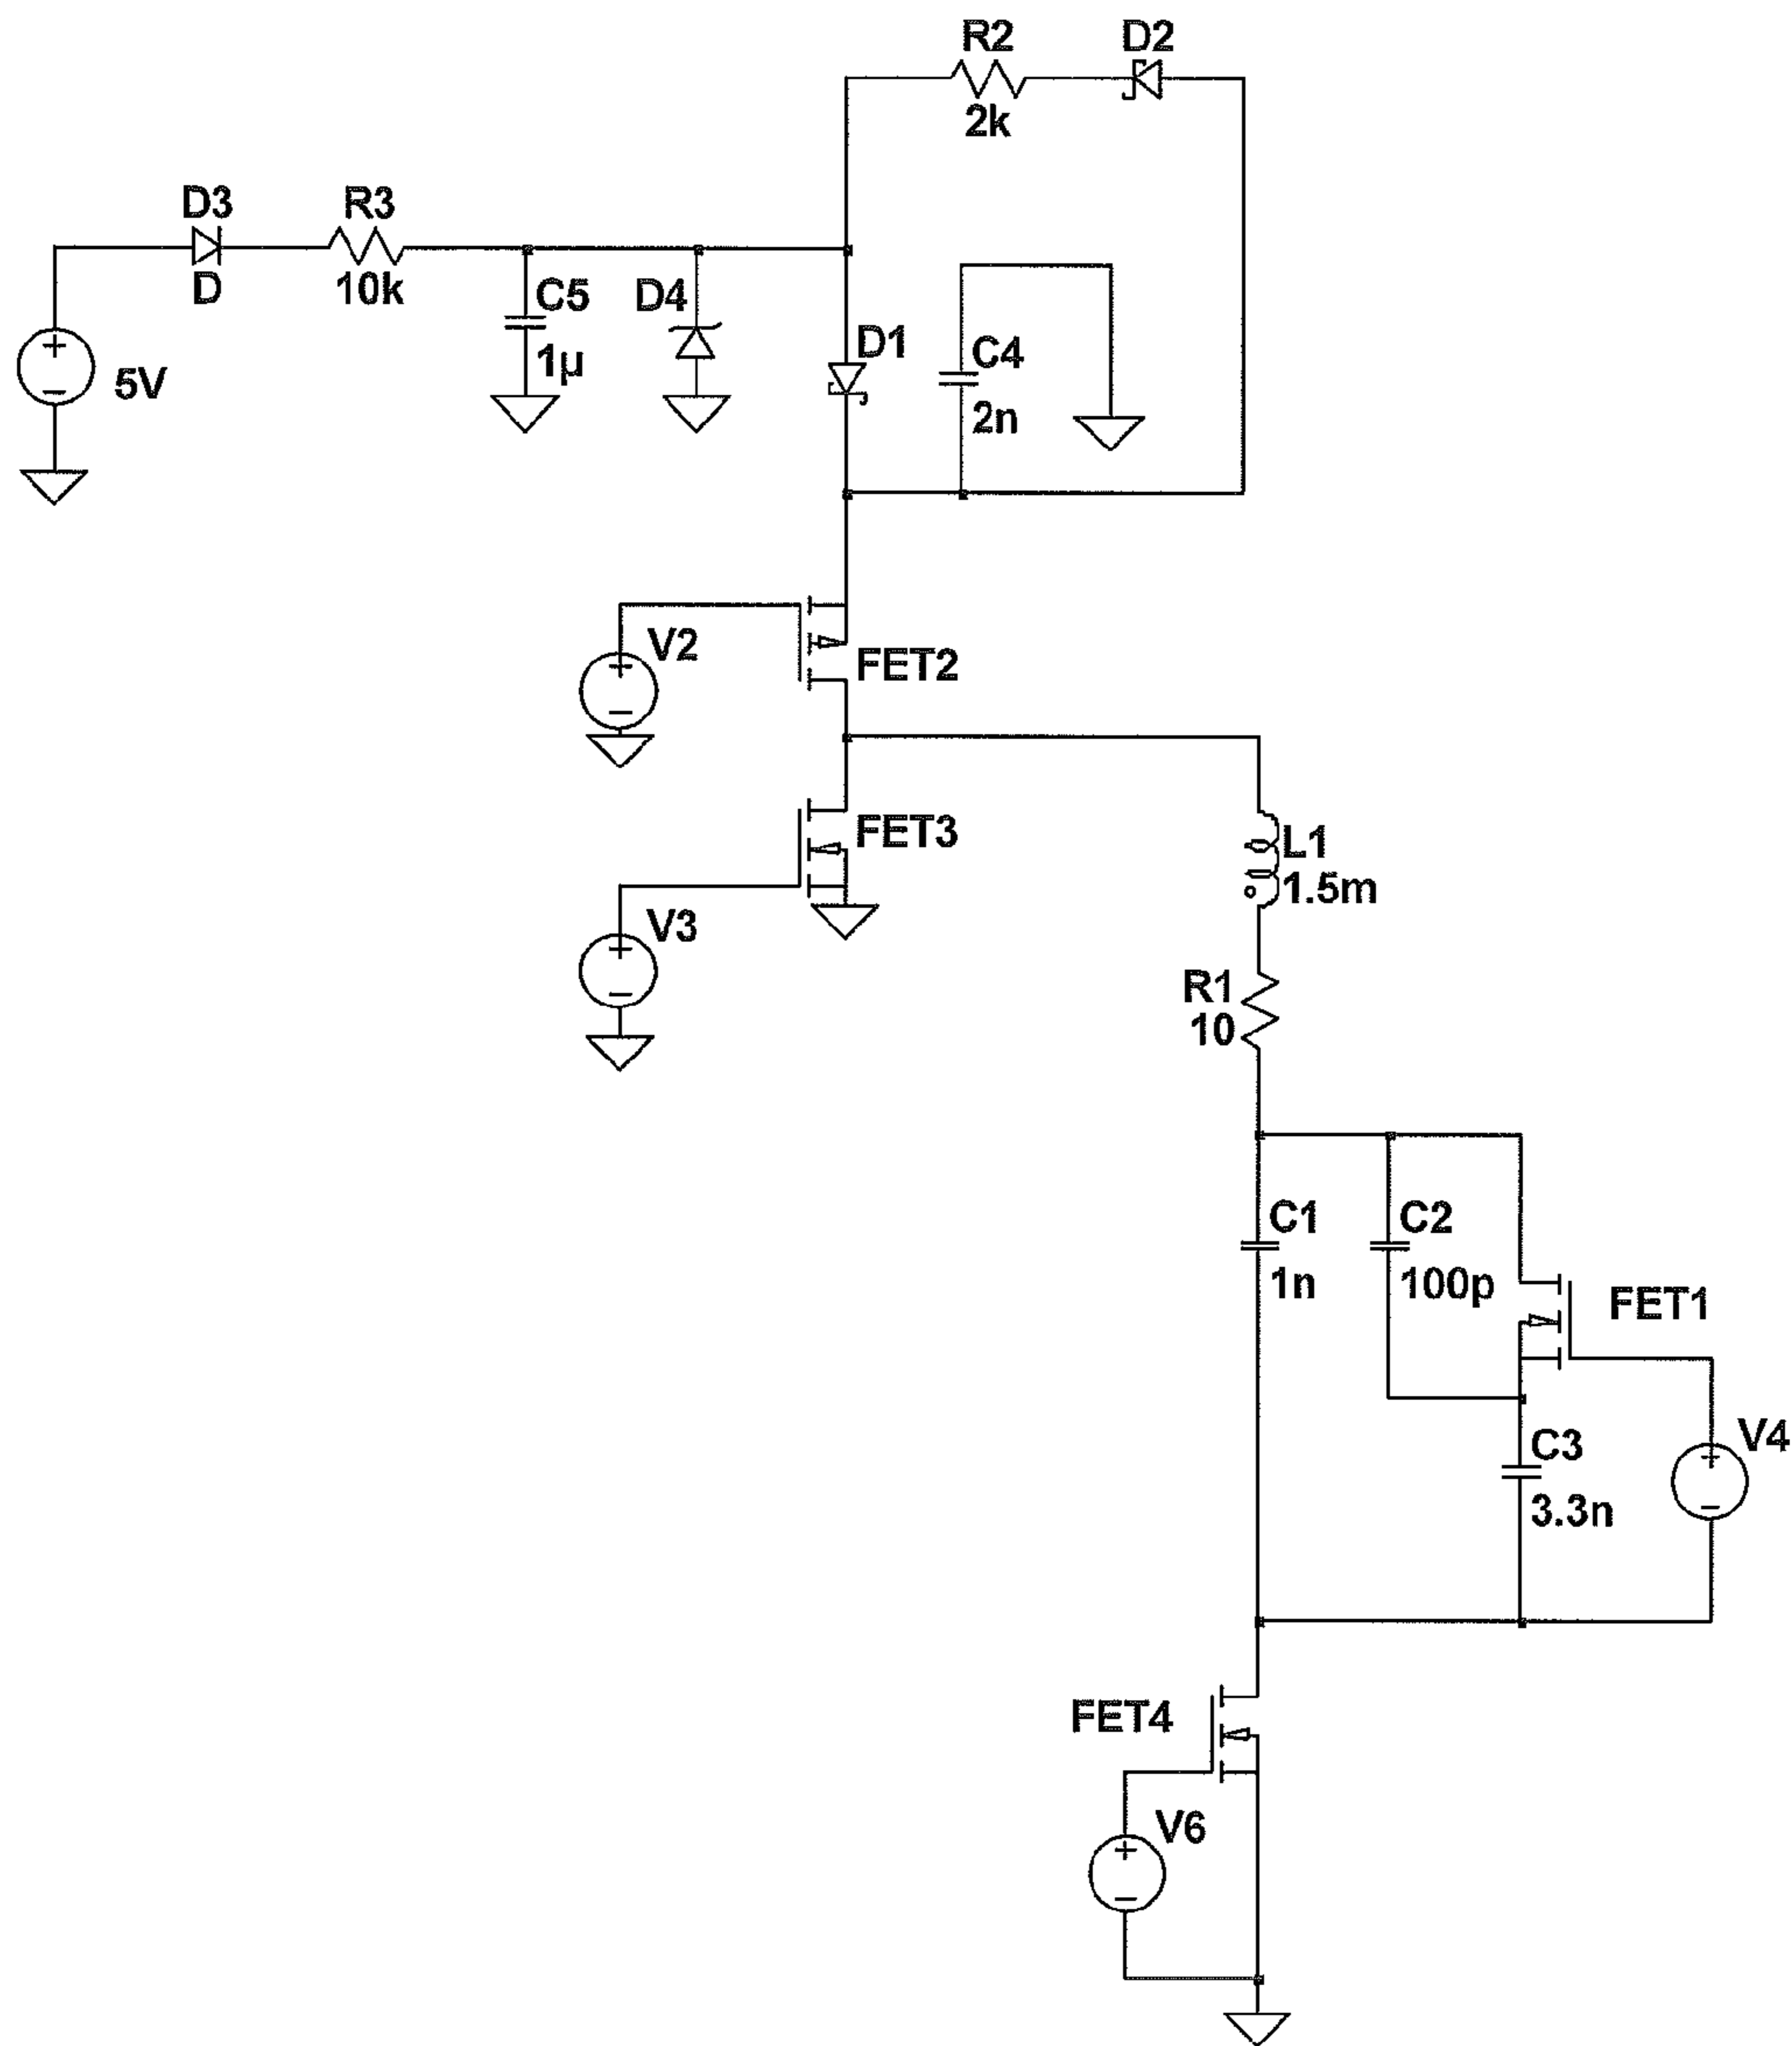 R2
D2
2k
D3
R3
D
10k
C5
D4
1µ
D1
C4
2n
5V
V2
FET2
FET3
V3
L1
1.5m
R1
10
C1
C2
1n
100p
FET1
C3
3.3n
V4
FET4
V6